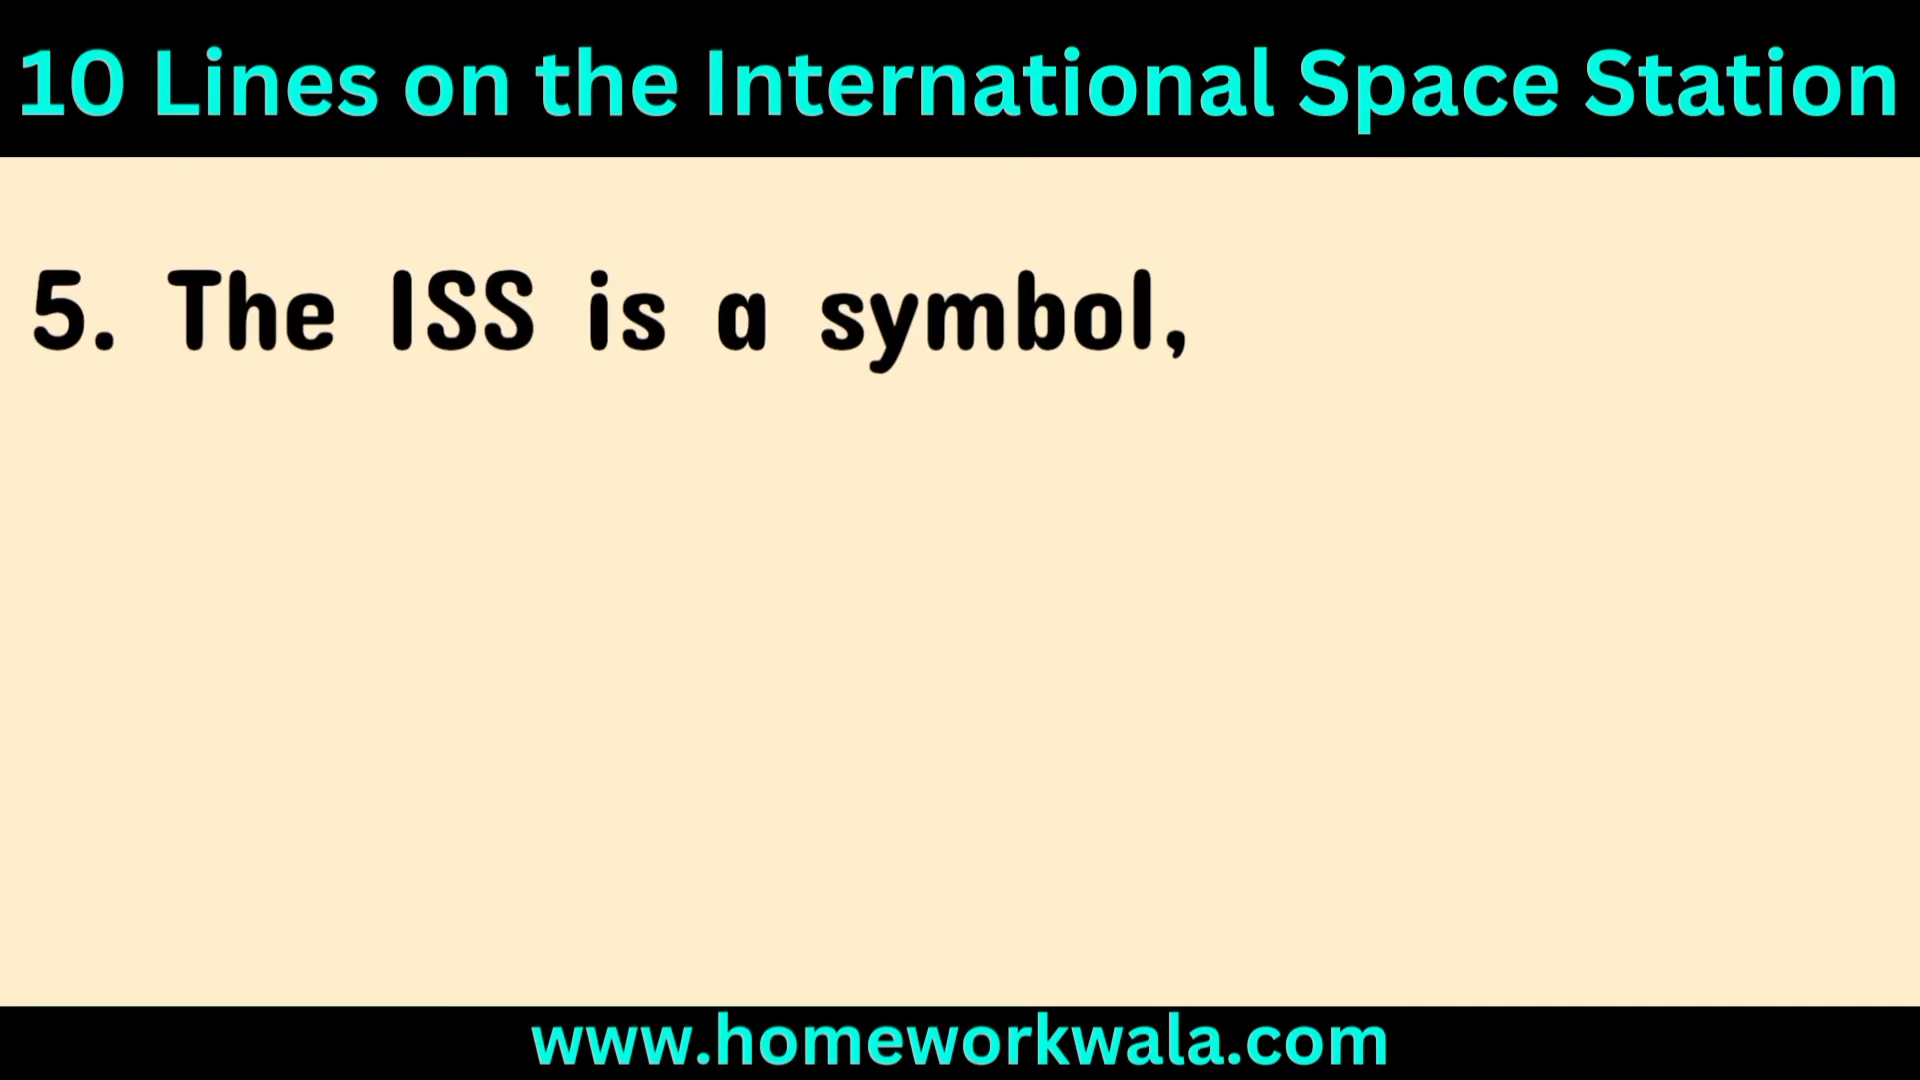 10 Lines on the International Space Station
5. The ISS is a symbol,
www.homeworkwala.com